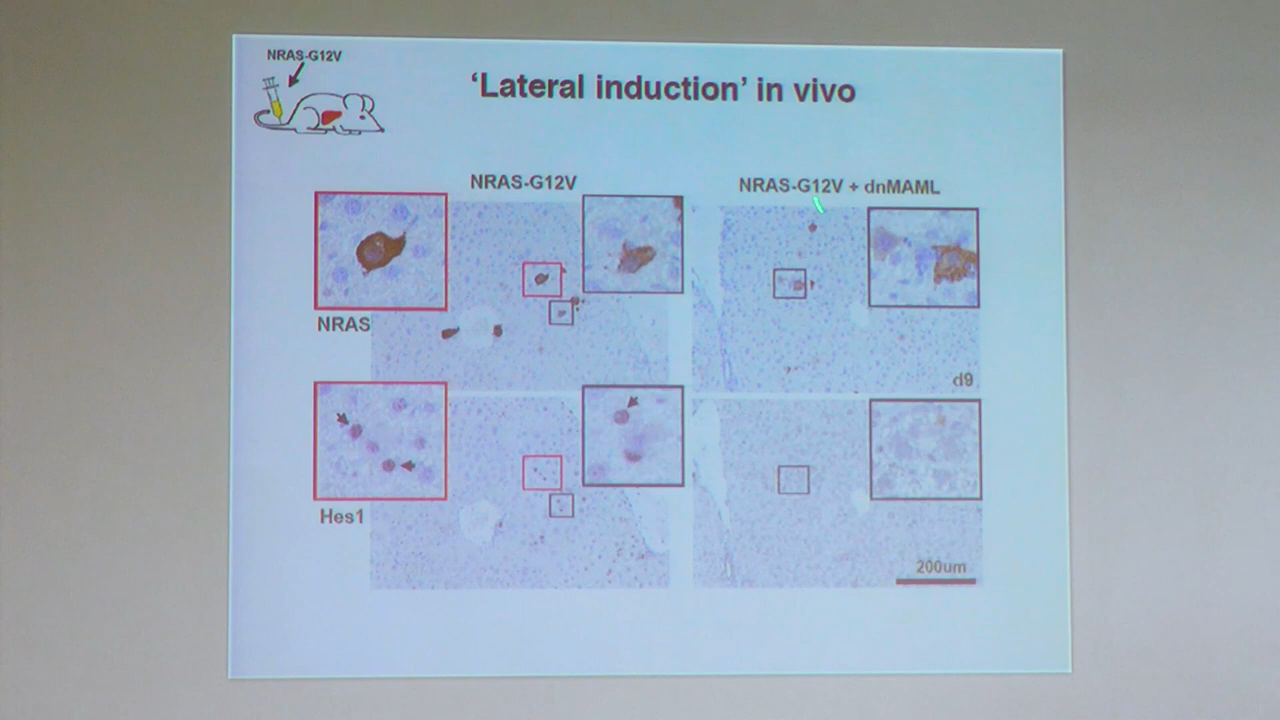 NRAS-G12V
‘Lateral induction’ in vivo
NRAS-G12V
NRAS-G12V + dnMAML
NRAS
d9
Hes1
200um